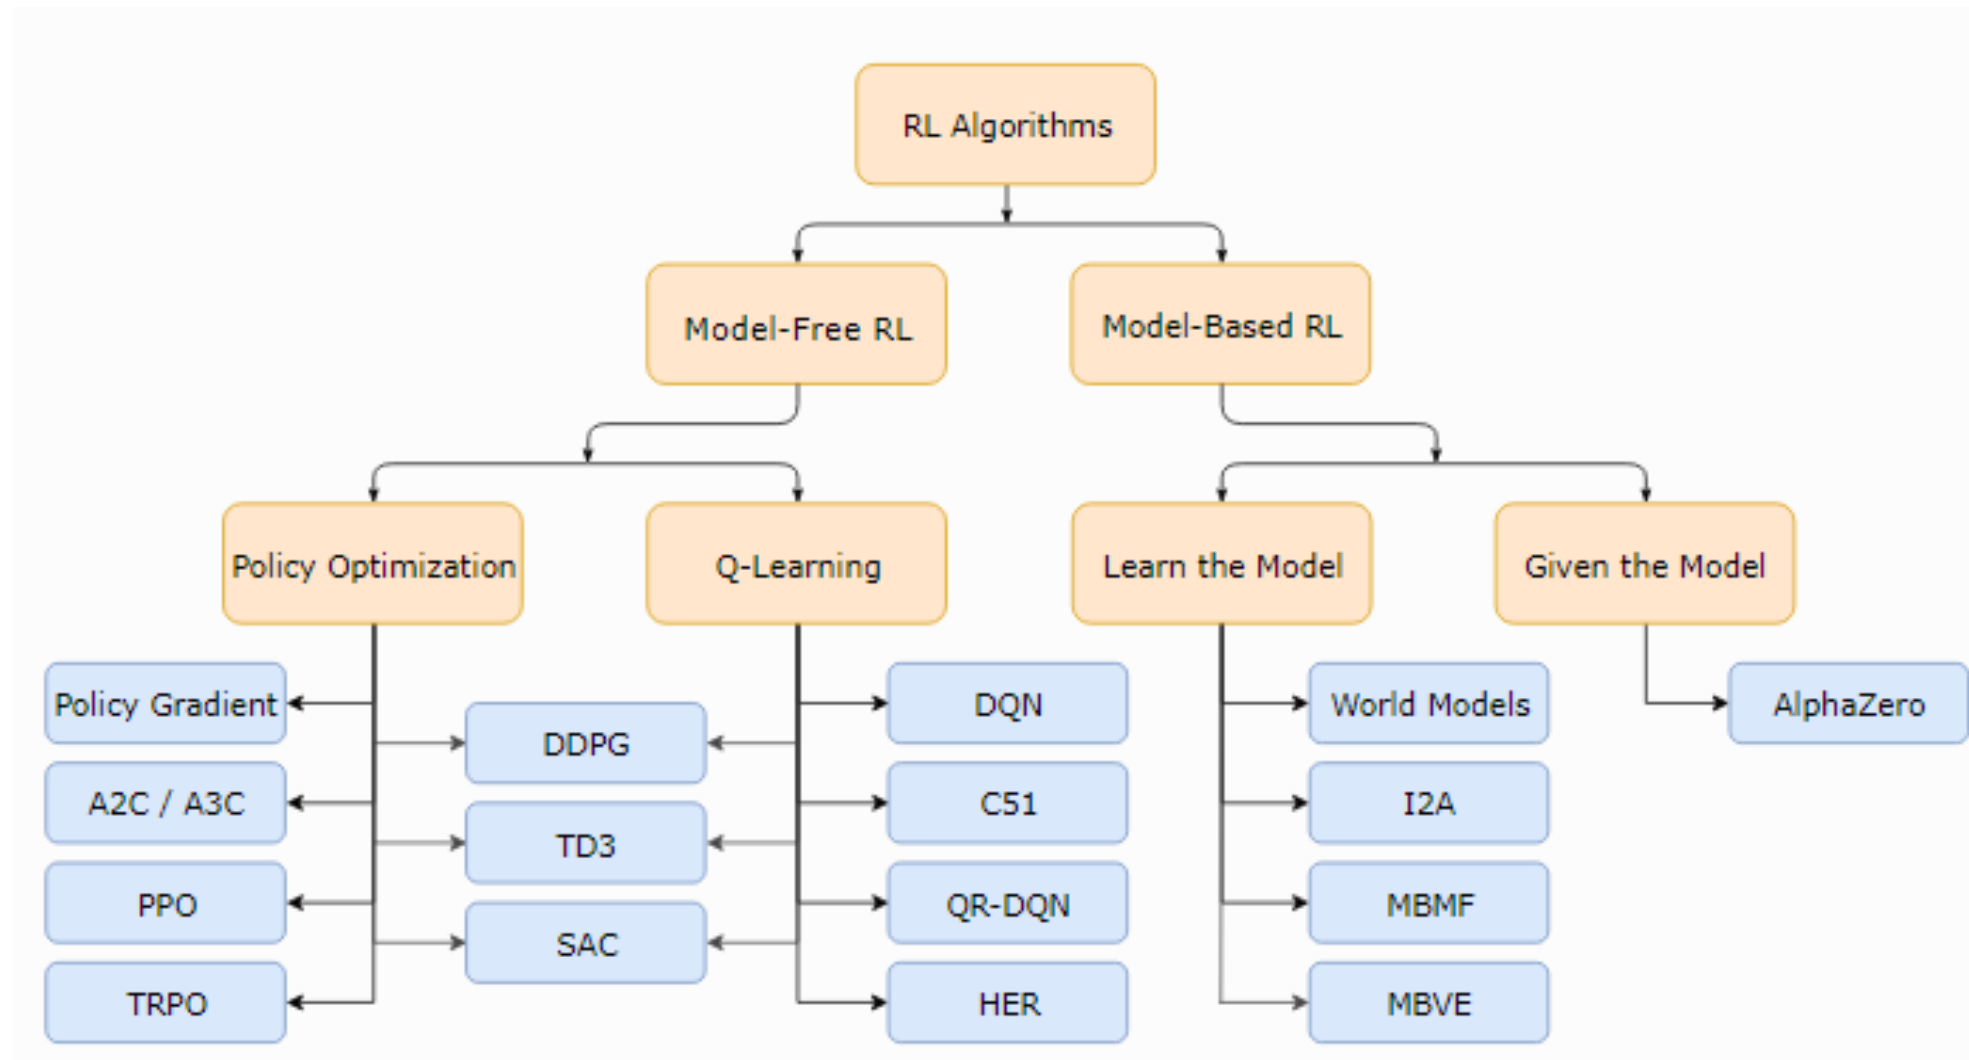 RL Algorithms
Model-Free RL
Model-Based RL
Policy Optimization
Q-Learning
Learn the Model
Given the Model
Policy Gradient
DDPG
DQN
World Models
AlphaZero
A2C / A3C
TD3
C51
I2A
PPO
SAC
QR-DQN
MBMF
TRPO
HER
MBVE